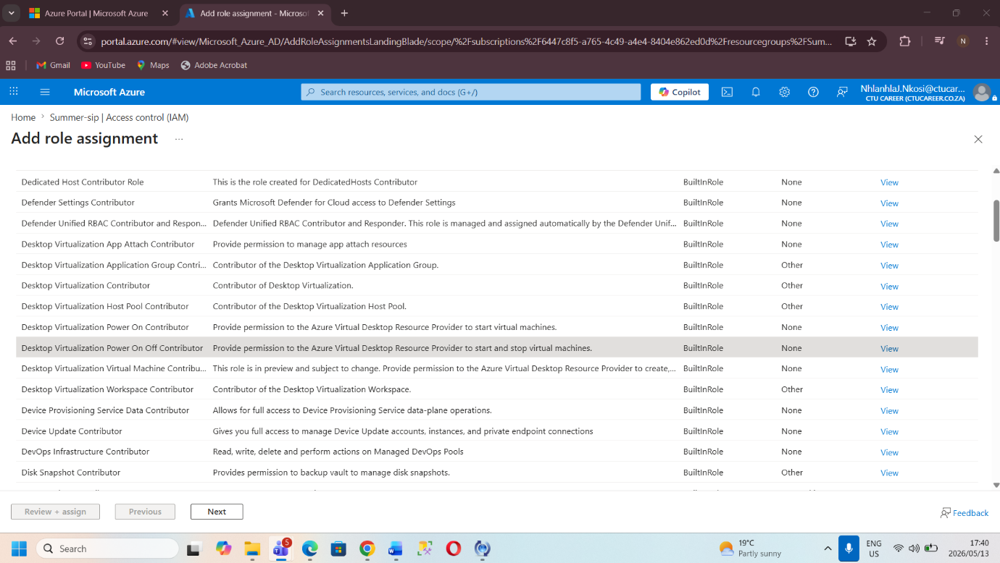 Azure Portal | Microsoft Azure
Add role assignment - Microsof
portal.azure.com/#view/Microsoft_Azure_AD/AddRoleAssignmentsLandingBlade/scope/%2Fsubscriptions%2F6447c8f5-a765-4c49-a4e4-8404e862ed0d%2Fresourcegroups%2FSum...
N
Gmail
YouTube
Maps
Adobe Acrobat
Microsoft Azure
Search resources, services, and docs (G+/)
Copilot
NhlanhlaJ.Nkosi@ctucar...
CTU CAREER (CTUCAREER.CO.ZA)
Home > Summer-sip | Access control (IAM)
Add role assignment ...
Dedicated Host Contributor Role This is the role created for DedicatedHosts Contributor BuiltInRole None View
Defender Settings Contributor Grants Microsoft Defender for Cloud access to Defender Settings BuiltInRole None View
Defender Unified RBAC Contributor and Respon... Defender Unified RBAC Contributor and Responder. This role is managed and assigned automatically by the Defender Unif... BuiltInRole None View
Desktop Virtualization App Attach Contributor Provide permission to manage app attach resources BuiltInRole None View
Desktop Virtualization Application Group Contri... Contributor of the Desktop Virtualization Application Group. BuiltInRole Other View
Desktop Virtualization Contributor Contributor of Desktop Virtualization. BuiltInRole Other View
Desktop Virtualization Host Pool Contributor Contributor of the Desktop Virtualization Host Pool. BuiltInRole Other View
Desktop Virtualization Power On Contributor Provide permission to the Azure Virtual Desktop Resource Provider to start virtual machines. BuiltInRole None View
Desktop Virtualization Power On Off Contributor Provide permission to the Azure Virtual Desktop Resource Provider to start and stop virtual machines. BuiltInRole None View
Desktop Virtualization Virtual Machine Contribu... This role is in preview and subject to change. Provide permission to the Azure Virtual Desktop Resource Provider to create,... BuiltInRole None View
Desktop Virtualization Workspace Contributor Contributor of the Desktop Virtualization Workspace. BuiltInRole Other View
Device Provisioning Service Data Contributor Allows for full access to Device Provisioning Service data-plane operations. BuiltInRole None View
Device Update Contributor Gives you full access to manage Device Update accounts, instances, and private endpoint connections BuiltInRole None View
DevOps Infrastructure Contributor Read, write, delete and perform actions on Managed DevOps Pools BuiltInRole None View
Disk Snapshot Contributor Provides permission to backup vault to manage disk snapshots. BuiltInRole Other View
Review + assign
Previous
Next
Feedback
Search
5
19°C
Partly sunny
ENG
US
17:40
2026/05/13